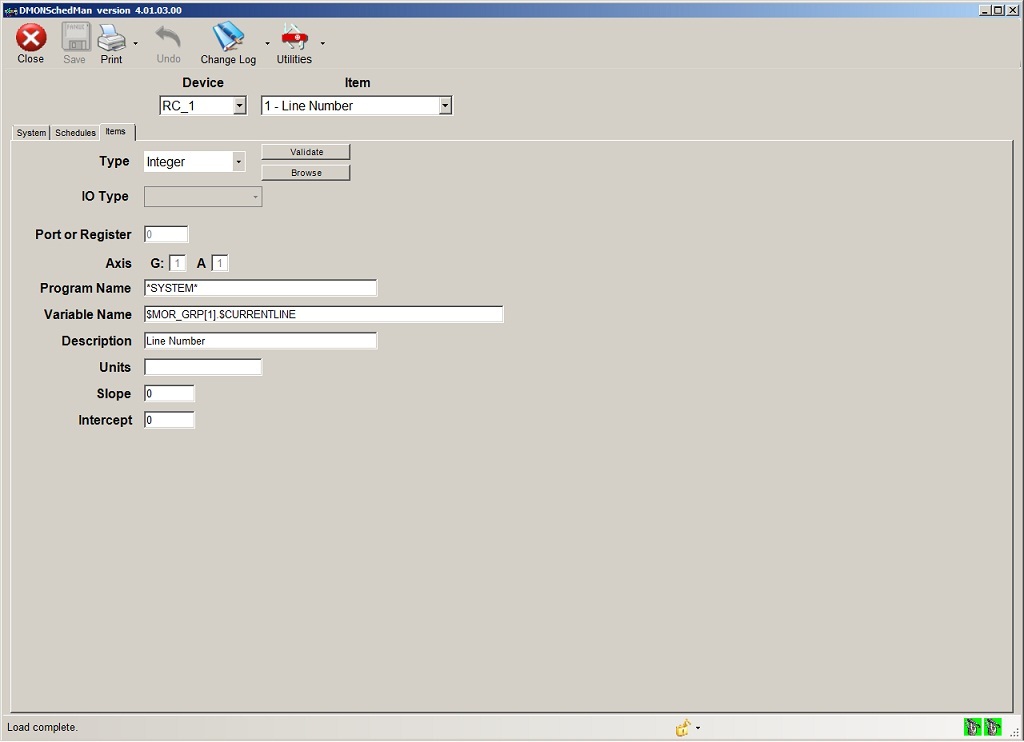 DMONSchedMan version 4.01.03.00
Close Save Print Undo Change Log Utilities
Device Item
RC_1 1 - Line Number
System Schedules Items
Type Integer Validate
Browse
IO Type
Port or Register 0
Axis G: 1 A 1
Program Name *SYSTEM*
Variable Name $MOR_GRP[1].$CURRENTLINE
Description Line Number
Units
Slope 0
Intercept 0
Load complete.